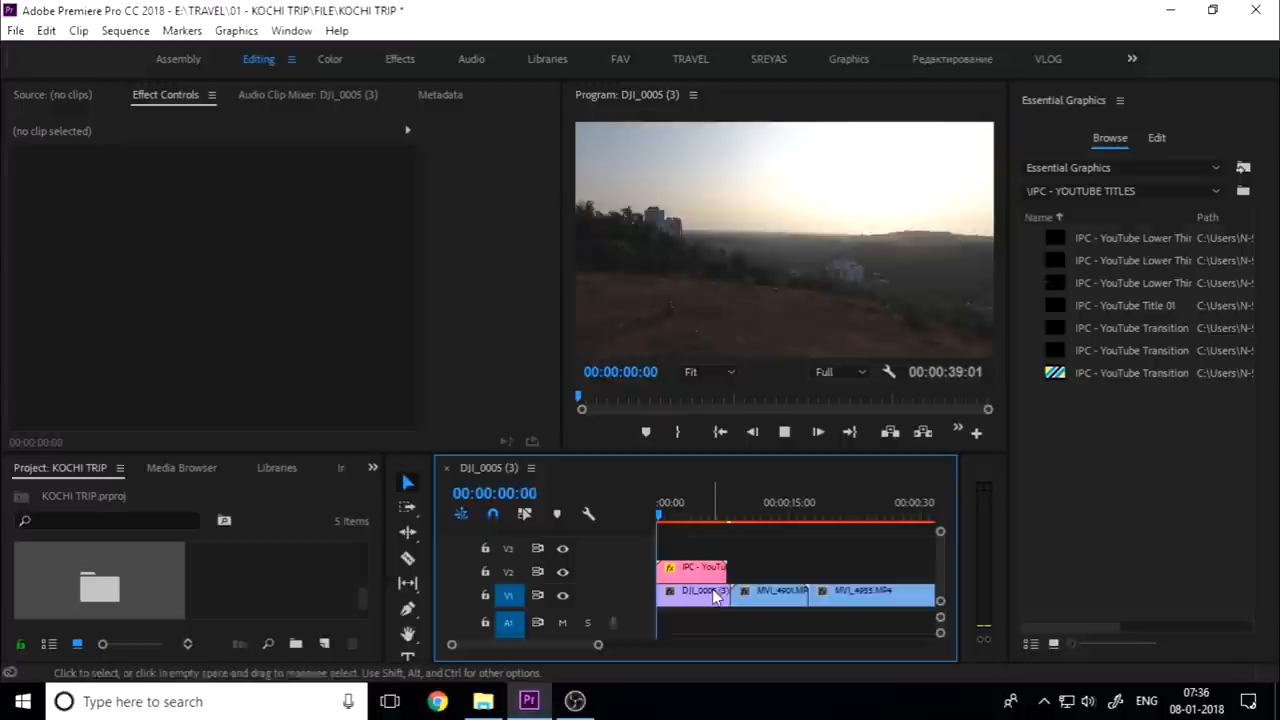 Adobe Premiere Pro CC 2018 - E:\TRAVEL\01 - KOCHI TRIP\FILE\KOCHI TRIP *
File Edit Clip Sequence Markers Graphics Window Help
Assembly Editing Color Effects Audio Libraries FAV TRAVEL SREYAS Graphics Редактирование VLOG
Source: (no clips) Effect Controls Audio Clip Mixer: DJI_0005 (3) Metadata
Program: DJI_0005 (3)
Essential Graphics
(no clip selected)
Browse Edit
Essential Graphics
\IPC - YOUTUBE TITLES
Name Path
IPC - YouTube Lower Thir C:\Users\N-S
IPC - YouTube Lower Thir C:\Users\N-S
IPC - YouTube Lower Thir C:\Users\N-S
IPC - YouTube Title 01 C:\Users\N-S
IPC - YouTube Transition C:\Users\N-S
IPC - YouTube Transition C:\Users\N-S
IPC - YouTube Transition C:\Users\N-S
00:00:00:00 Fit Full 00:00:39:01
00:00:00:00
Project: KOCHI TRIP Media Browser Libraries Ir
DJI_0005 (3)
KOCHI TRIP.prproj
00:00:00:00
5 Items
:00:00 00:00:15:00 00:00:30
V3
V2 fx IPC - YouTu
V1 DJI_0005 (3) MVI_4901.MP MVI_4955.MP4
A1 M S
Click to select, or click in empty space and drag to marquee select. Use Shift, Alt, and Ctrl for other options.
Type here to search
Pr
ENG
07:36
08-01-2018